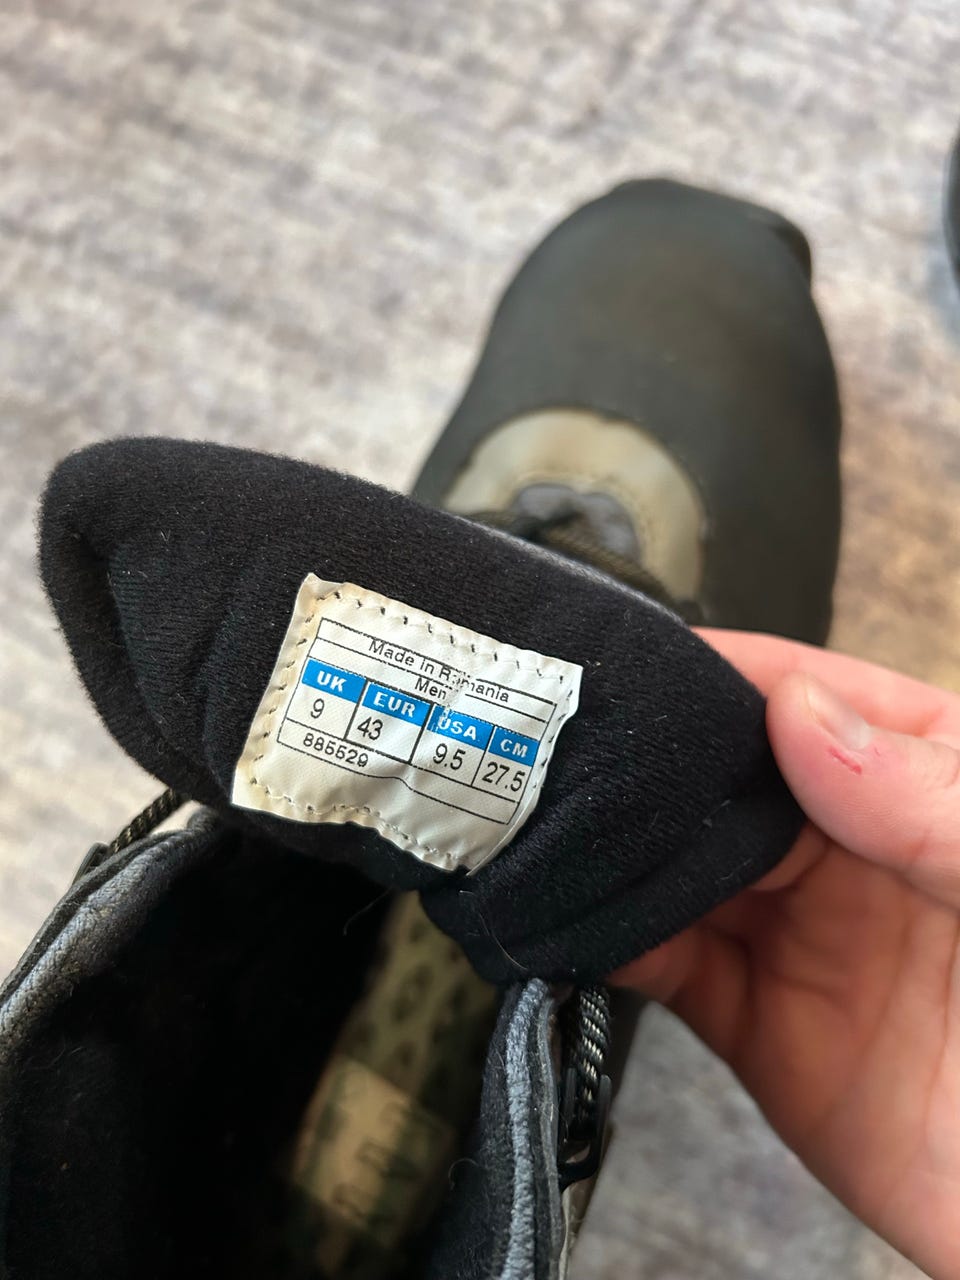 Made in Romania
Men
UK EUR USA CM
9 43 9.5 27.5
885529